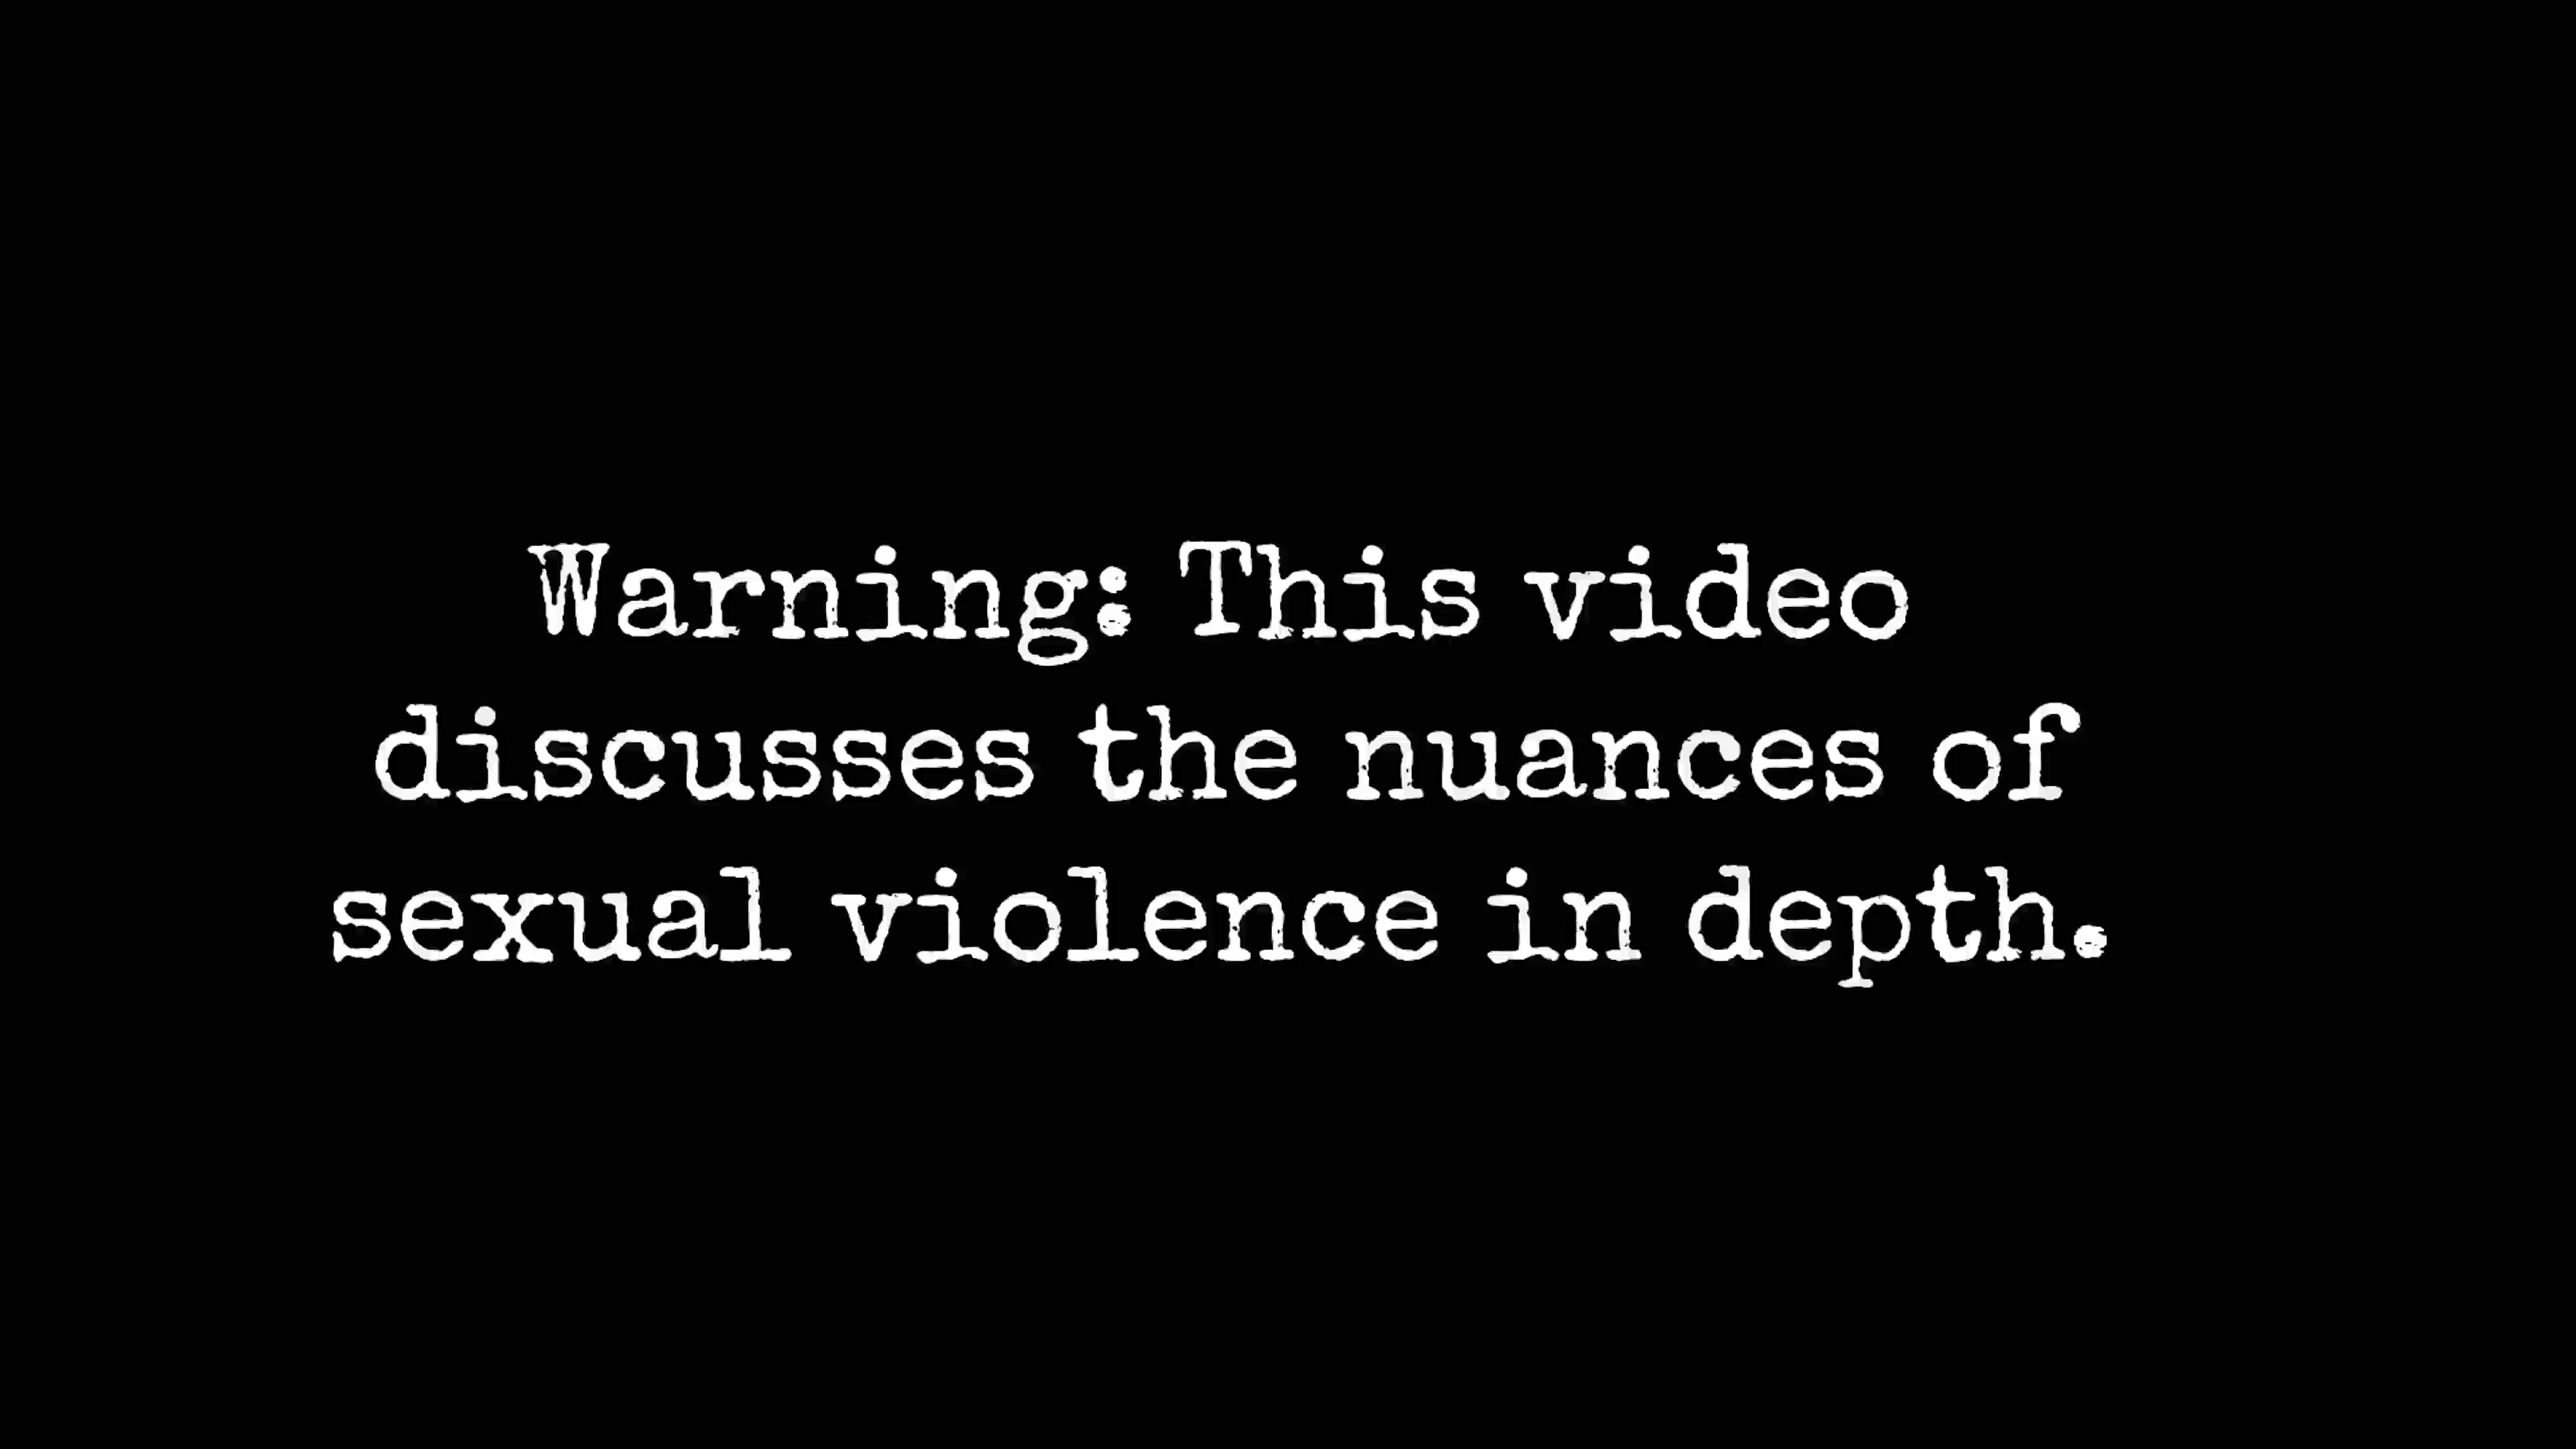 Warning: This video
discusses the nuances of
sexual violence in depth.